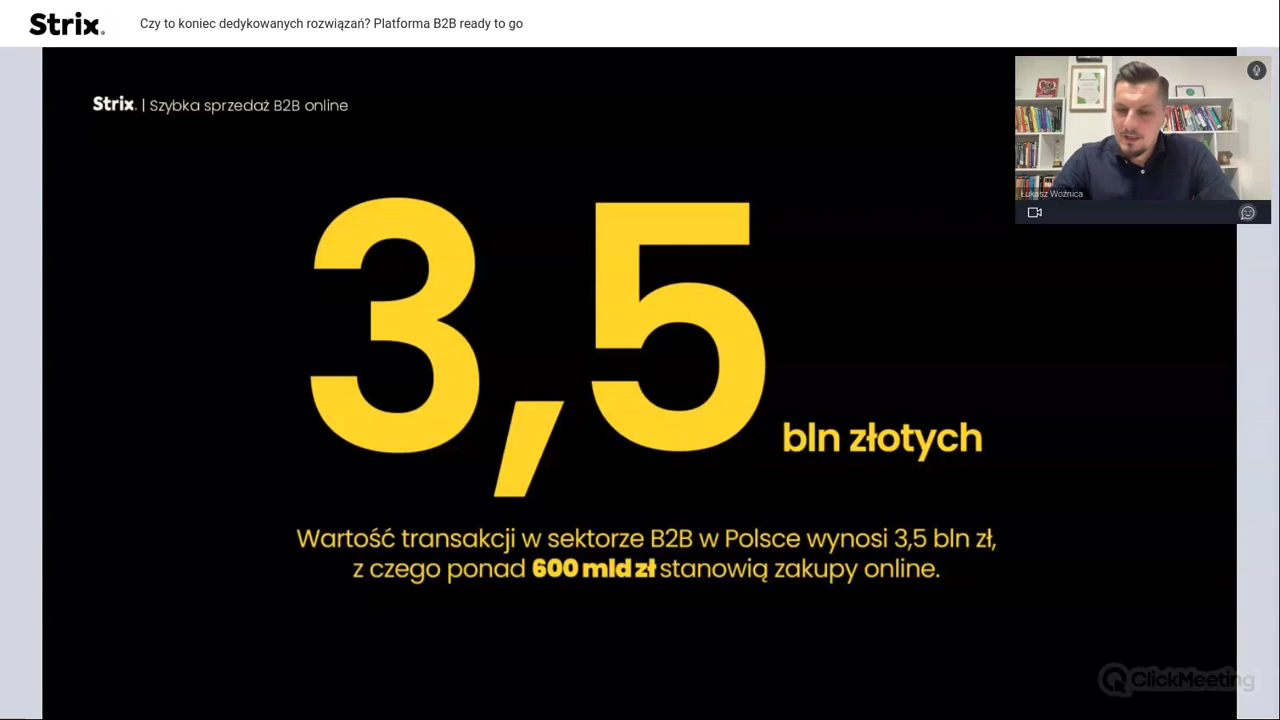 Strix
Czy to koniec dedykowanych rozwiązań? Platforma B2B ready to go
Strix. | Szybka sprzedaż B2B online
Łukasz Woźnica
3,5
bln złotych
Wartość transakcji w sektorze B2B w Polsce wynosi 3,5 bln zł,
z czego ponad 600 mld zł stanowią zakupy online.
ClickMeeting